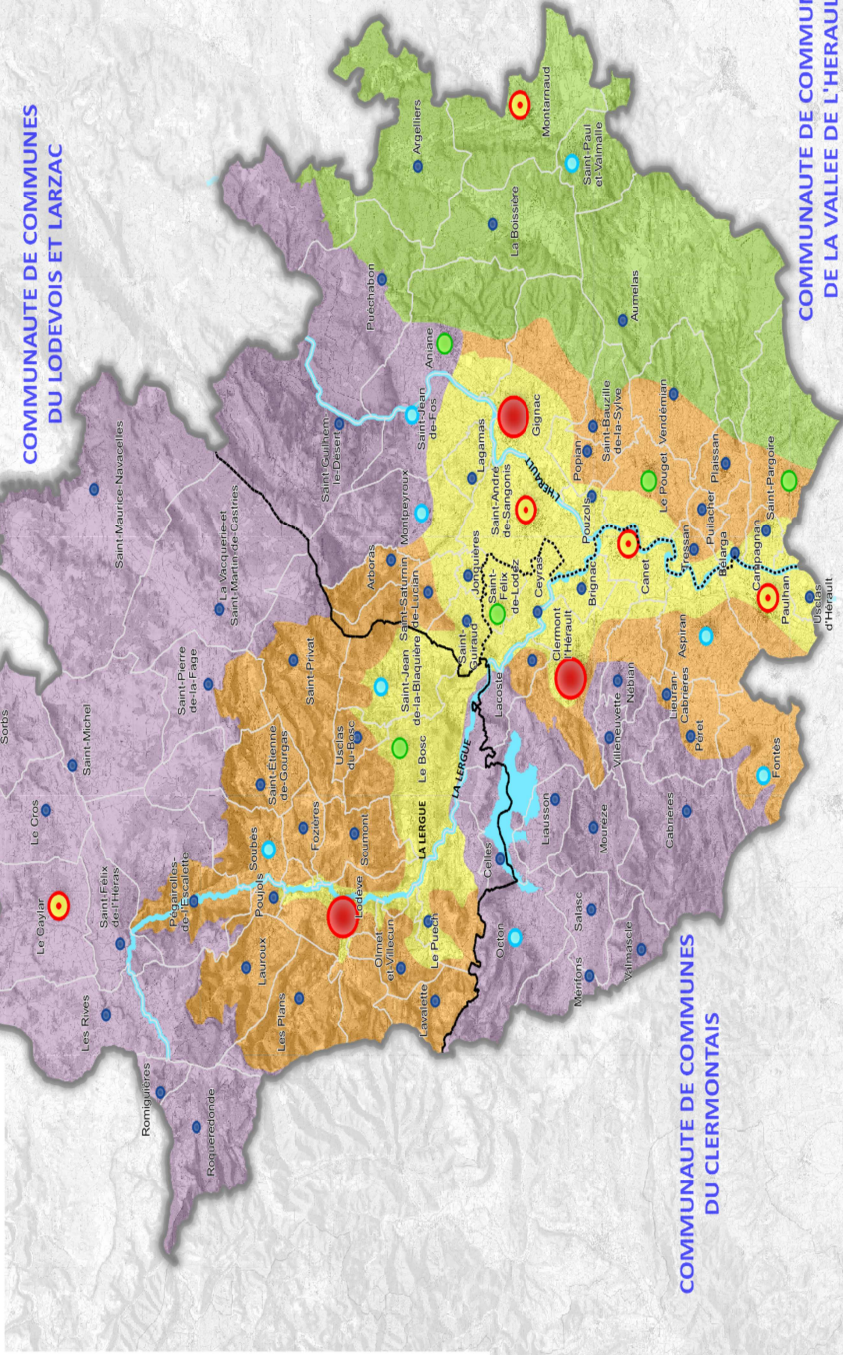 COMMUNAUTE DE COMMUNES
DU LODEVOIS ET LARZAC
Sorbs
Le Cros
Le Caylar
Saint-Michel
Les Rives
Saint-Félix
de-l'Héras
Saint-Maurice-Navacelles
Romiguières
Roqueredonde
Pégairolles-
de-l'Escalette
Saint-Pierre
de-la-Fage
La Vacquerie-et
Saint-Martin-de-Castries
Lauroux
Poujols
Soubès
Saint-Étienne
de-Gourgas
Les Plans
Fozières
Saint-Privat
Lodève
Soumont
Usclas
du-Bosc
Saint-Guilhem-
le-Désert
Puéchabon
Olmet
et-Villecun
Arboras
Montpeyroux
Saint-Jean
de-Fos
Aniane
Argelliers
Lavalette
Le Puech
LA LERGUE
Le Bosc
Saint-Jean
de-la-Blaquière
Saint-Saturnin
de-Lucian
LA LERGUE
Saint-
Guiraud
Jonquières
Lagamas
Octon
Celles
Lacoste
Saint
Félix
de-Lodez
Saint-André
de-Sangonis
Gignac
La Boissière
Montarnaud
Liausson
Clermont
l'Hérault
Ceyras
L'HÉRAULT
Mérifons
Salasc
Mourèze
Villeneuvette
Nébian
Brignac
Pouzols
Popian
Saint-Bauzille
de-la-Sylve
Saint-Paul
et-Valmalle
Valmascle
Canet
Aumelas
Cabrières
Péret
Lieuran-
Cabrières
Aspiran
Tressan
Le Pouget
Vendémian
Puilacher
Plaissan
Bélarga
Fontès
Paulhan
Campagnan
Saint-Pargoire
Usclas
d'Hérault
COMMUNAUTE DE COMMUNES
DU CLERMONTAIS
COMMUNAUTE DE COMMUN
DE LA VALLEE DE L'HERAUL